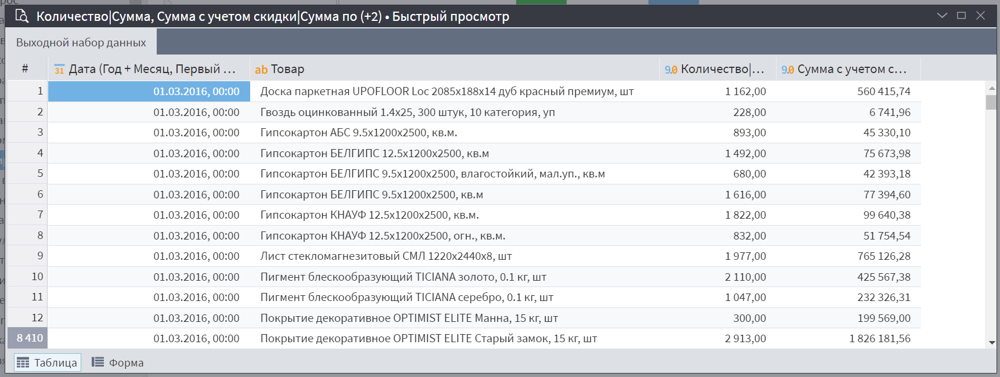 Количество|Сумма, Сумма с учетом скидки|Сумма по (+2) • Быстрый просмотр
Выходной набор данных
# 31 Дата (Год + Месяц, Первый ... ab Товар 9.0 Количество|... 9.0 Сумма с учетом с...
1 01.03.2016, 00:00 Доска паркетная UPOFLOOR Loc 2085x188x14 дуб красный премиум, шт 1 162,00 560 415,74
2 01.03.2016, 00:00 Гвоздь оцинкованный 1.4x25, 300 штук, 10 категория, уп 228,00 6 741,96
3 01.03.2016, 00:00 Гипсокартон АБС 9.5x1200x2500, кв.м. 893,00 45 330,10
4 01.03.2016, 00:00 Гипсокартон БЕЛГИПС 12.5x1200x2500, кв.м 1 492,00 75 673,98
5 01.03.2016, 00:00 Гипсокартон БЕЛГИПС 9.5x1200x2500, влагостойкий, мал.уп., кв.м 680,00 42 393,18
6 01.03.2016, 00:00 Гипсокартон БЕЛГИПС 9.5x1200x2500, кв.м 1 616,00 77 394,60
7 01.03.2016, 00:00 Гипсокартон КНАУФ 12.5x1200x2500, кв.м. 1 822,00 99 640,38
8 01.03.2016, 00:00 Гипсокартон КНАУФ 12.5x1200x2500, огн., кв.м. 832,00 51 754,54
9 01.03.2016, 00:00 Лист стекломагнезитовый СМЛ 1220x2440x8, шт 1 977,00 765 126,28
10 01.03.2016, 00:00 Пигмент блескообразующий TICIANA золото, 0.1 кг, шт 2 110,00 425 567,38
11 01.03.2016, 00:00 Пигмент блескообразующий TICIANA серебро, 0.1 кг, шт 1 047,00 232 326,31
12 01.03.2016, 00:00 Покрытие декоративное OPTIMIST ELITE Манна, 15 кг, шт 300,00 199 569,00
8 410 01.03.2016, 00:00 Покрытие декоративное OPTIMIST ELITE Старый замок, 15 кг, шт 2 913,00 1 826 181,56
Таблица Форма